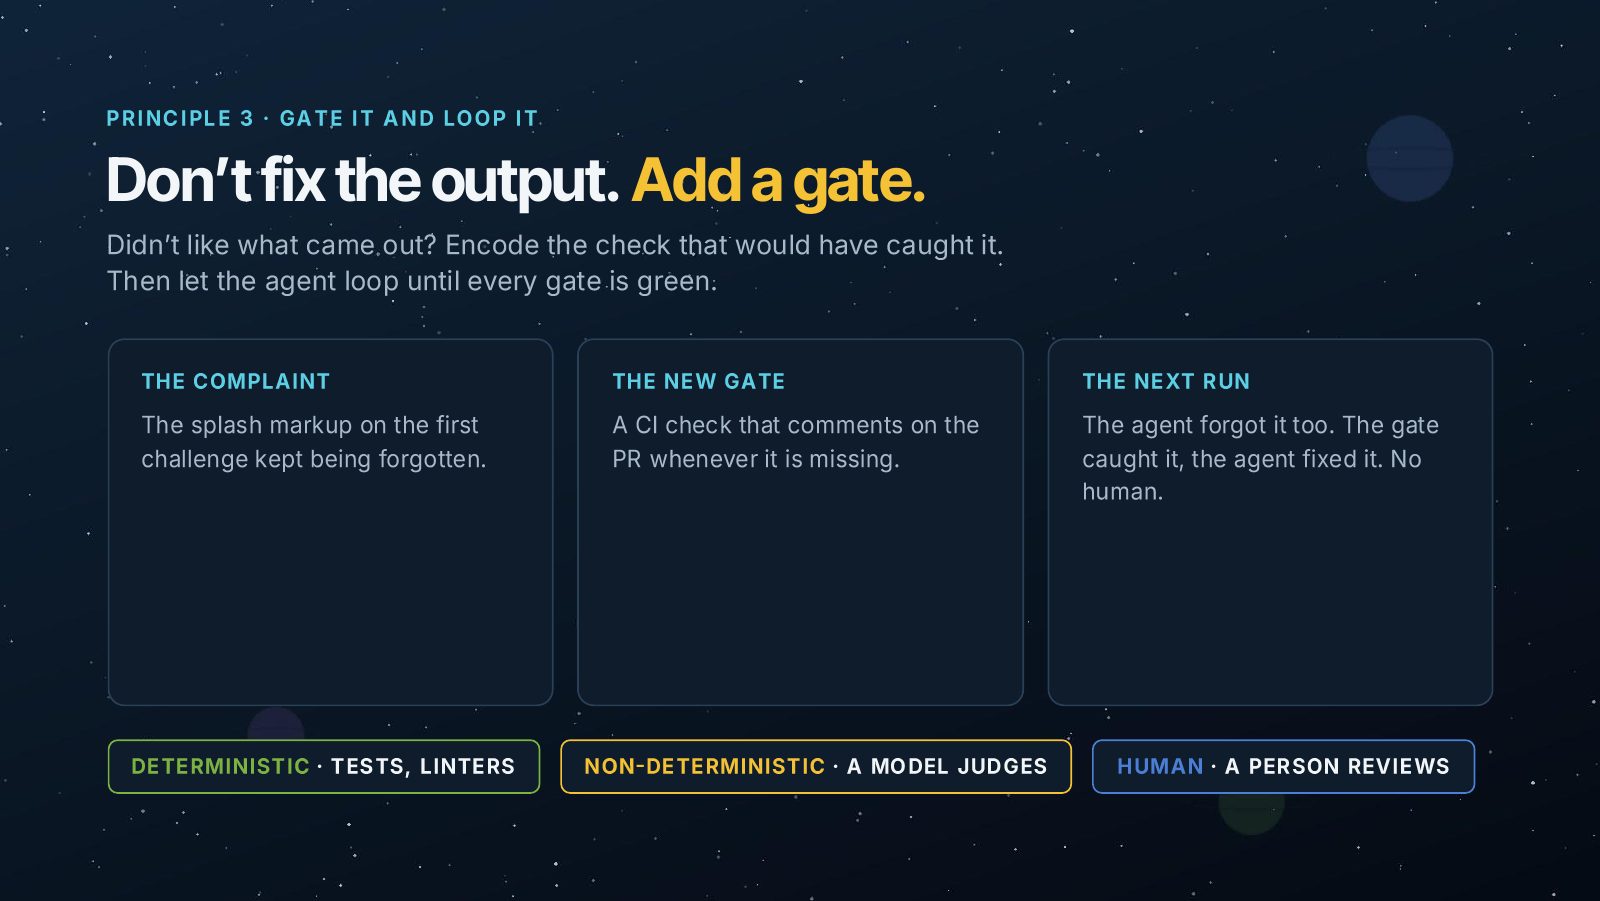 PRINCIPLE 3 · GATE IT AND LOOP IT
Don’t fix the output. Add a gate.
Didn’t like what came out? Encode the check that would have caught it.
Then let the agent loop until every gate is green.
THE COMPLAINT
The splash markup on the first
challenge kept being forgotten.
THE NEW GATE
A CI check that comments on the
PR whenever it is missing.
THE NEXT RUN
The agent forgot it too. The gate
caught it, the agent fixed it. No
human.
DETERMINISTIC · TESTS, LINTERS
NON-DETERMINISTIC · A MODEL JUDGES
HUMAN · A PERSON REVIEWS